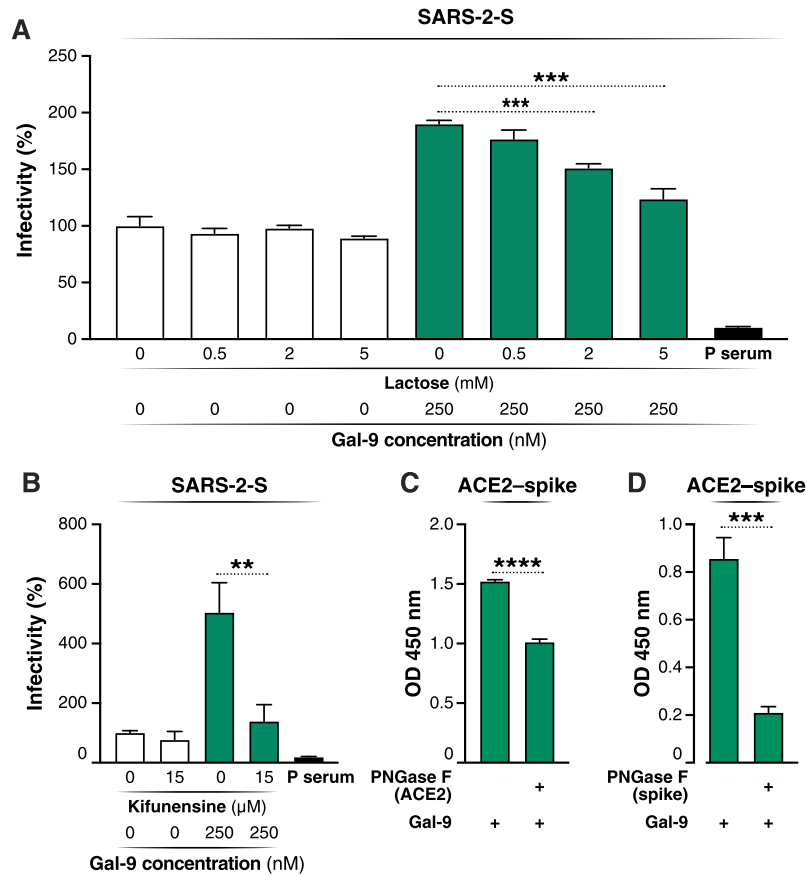 A
SARS-2-S
Infectivity (%)
250
200
150
100
50
0
***
***
0 0.5 2 5 0 0.5 2 5 P serum
Lactose (mM)
0 0 0 0 250 250 250 250
Gal-9 concentration (nM)
B
SARS-2-S
Infectivity (%)
800
600
400
200
0
**
0 15 0 15 P serum
Kifunensine (µM)
0 0 250 250
Gal-9 concentration (nM)
C
ACE2–spike
OD 450 nm
2.0
1.5
1.0
0.5
0
****
PNGase F
(ACE2) +
Gal-9 + +
D
ACE2–spike
OD 450 nm
1.0
0.8
0.6
0.4
0.2
0
***
PNGase F
(spike) +
Gal-9 + +